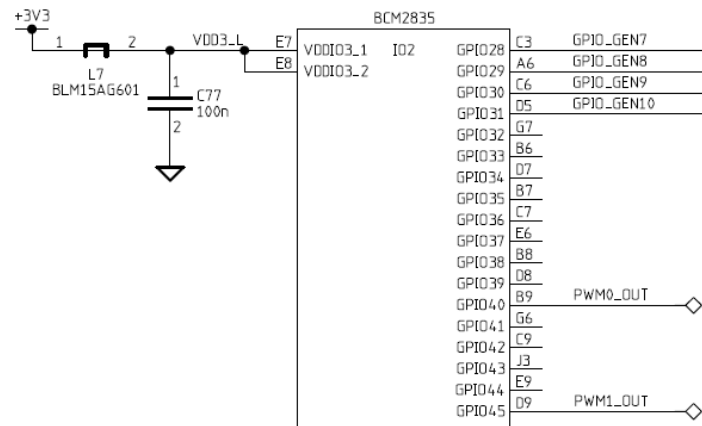 BCM2835
+3V3
1 2 VDD3_L E7 VDDIO3_1 IO2 GPIO28 C3 GPIO_GEN7
L7 E8 VDDIO3_2 GPIO29 A6 GPIO_GEN8
BLM15AG601 1 C77 GPIO30 C6 GPIO_GEN9
100n GPIO31 D5 GPIO_GEN10
2 GPIO32 G7
GPIO33 B6
GPIO34 D7
GPIO35 B7
GPIO36 C7
GPIO37 E6
GPIO38 B8
GPIO39 D8
GPIO40 B9 PWM0_OUT
GPIO41 G6
GPIO42 C9
GPIO43 J3
GPIO44 E9
GPIO45 D9 PWM1_OUT